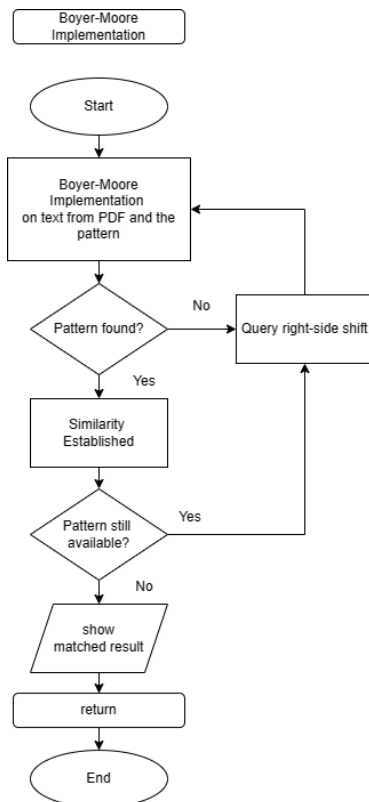 Boyer-Moore
Implementation
Start
Boyer-Moore
Implementation
on text from PDF and the
pattern
No
Pattern found?
Query right-side shift
Yes
Similarity
Established
Pattern still
available?
Yes
No
show
matched result
return
End